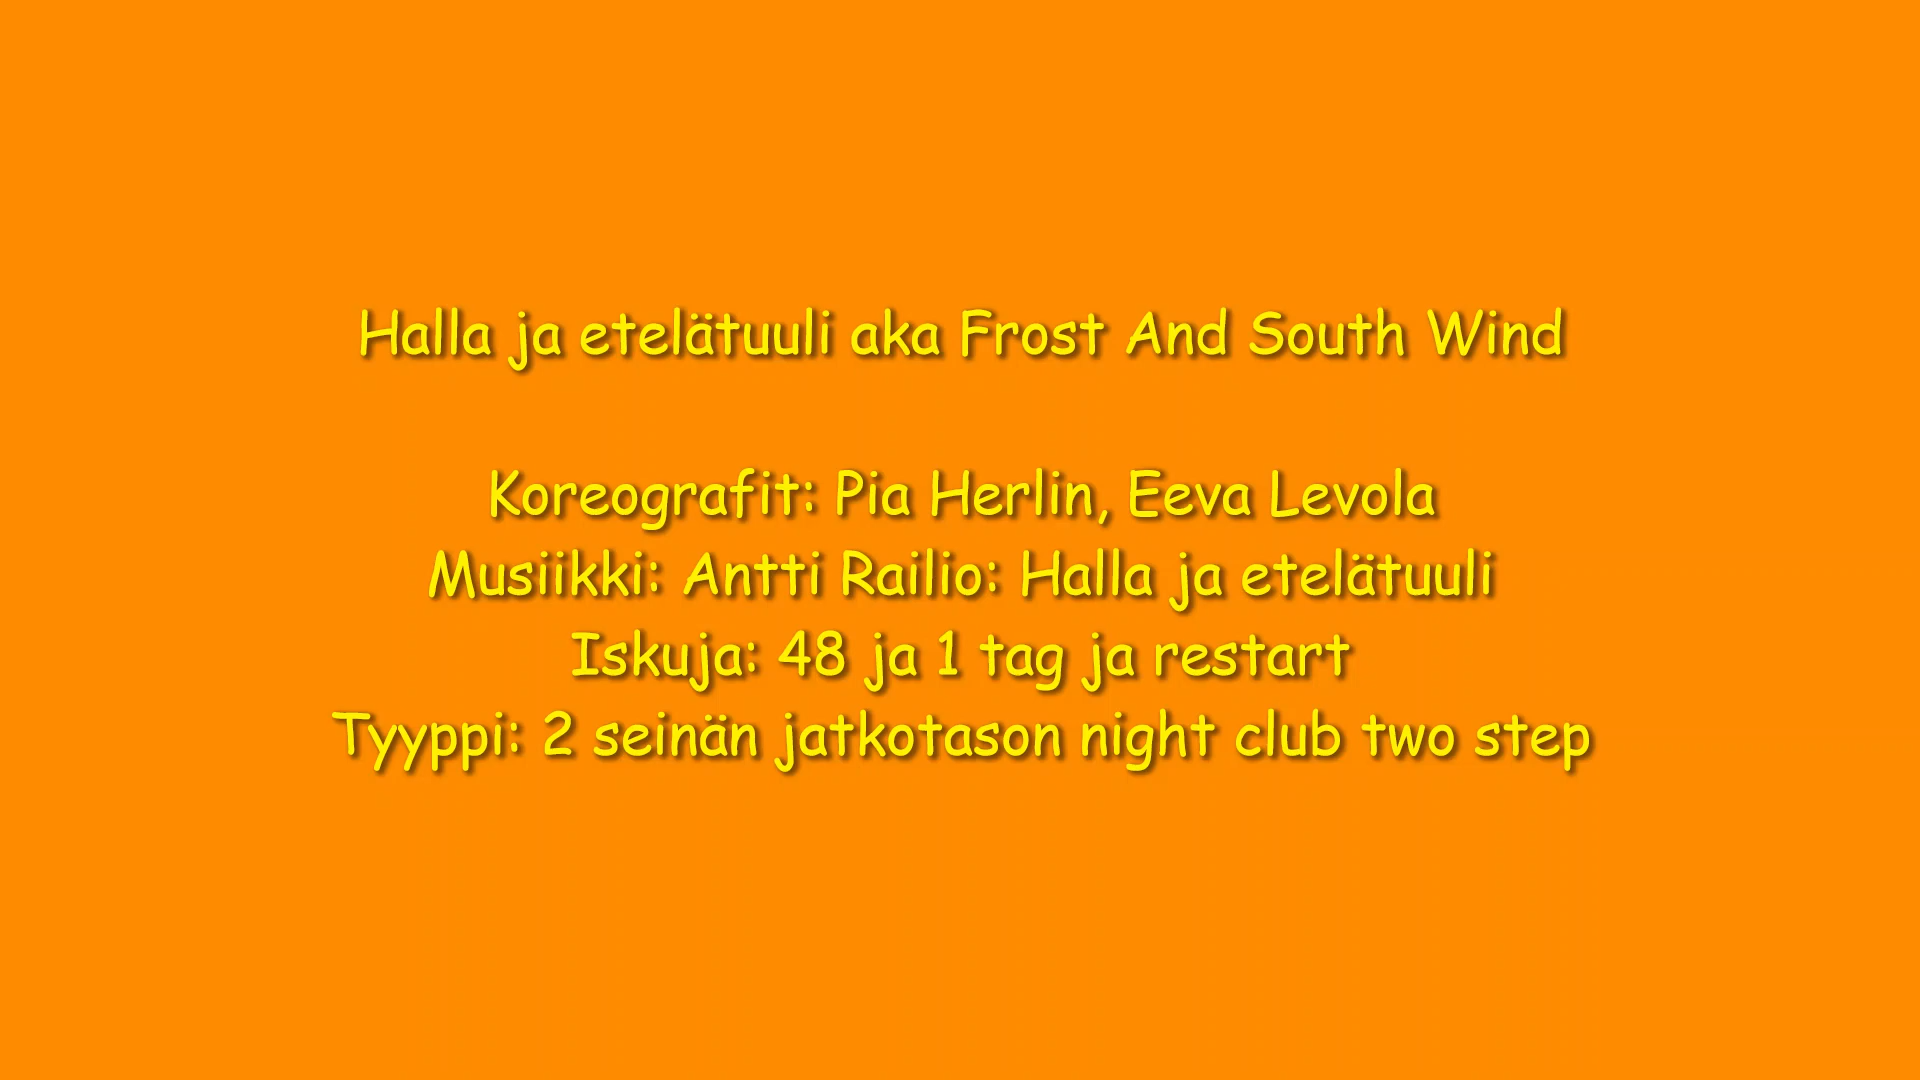 Halla ja etelätuuli aka Frost And South Wind
Koreografit: Pia Herlin, Eeva Levola
Musiikki: Antti Railio: Halla ja etelätuuli
Iskuja: 48 ja 1 tag ja restart
Tyyppi: 2 seinän jatkotason night club two step